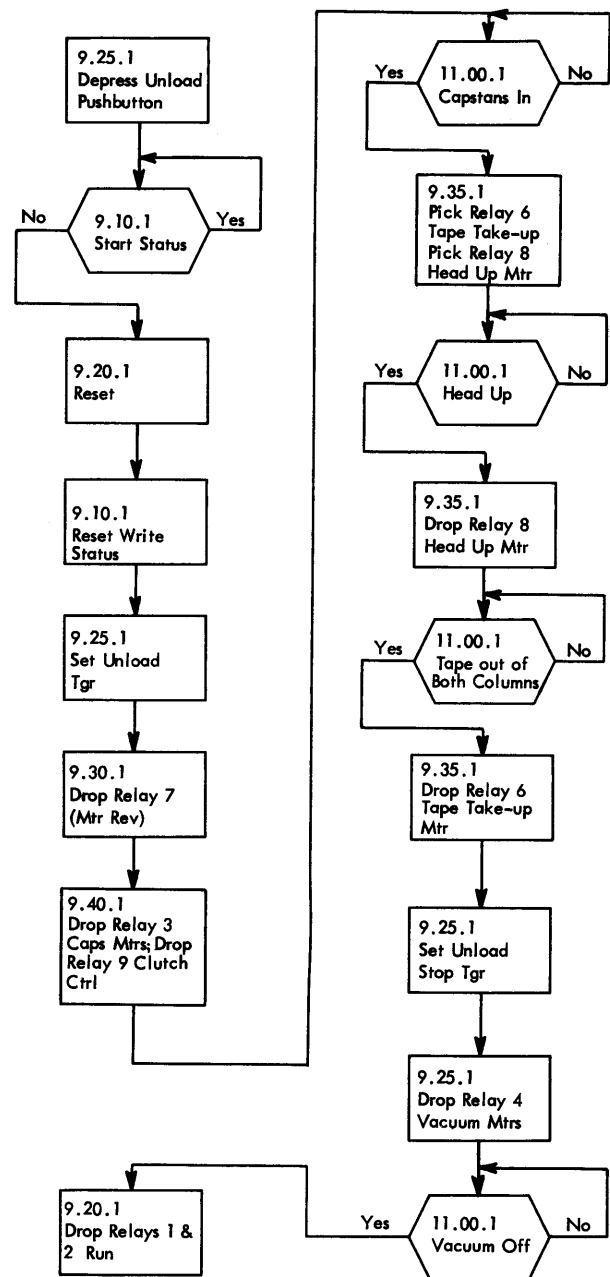 9.25.1
Depress Unload
Pushbutton
No
9.10.1
Start Status
Yes
9.20.1
Reset
9.10.1
Reset Write
Status
9.25.1
Set Unload
Tgr
9.30.1
Drop Relay 7
(Mtr Rev)
9.40.1
Drop Relay 3
Caps Mtrs; Drop
Relay 9 Clutch
Ctrl
Yes
11.00.1
Capstans In
No
9.35.1
Pick Relay 6
Tape Take-up
Pick Relay 8
Head Up Mtr
Yes
11.00.1
Head Up
No
9.35.1
Drop Relay 8
Head Up Mtr
Yes
11.00.1
Tape out of
Both Columns
No
9.35.1
Drop Relay 6
Tape Take-up
Mtr
9.25.1
Set Unload
Stop Tgr
9.25.1
Drop Relay 4
Vacuum Mtrs
Yes
11.00.1
Vacuum Off
No
9.20.1
Drop Relays 1 &
2 Run